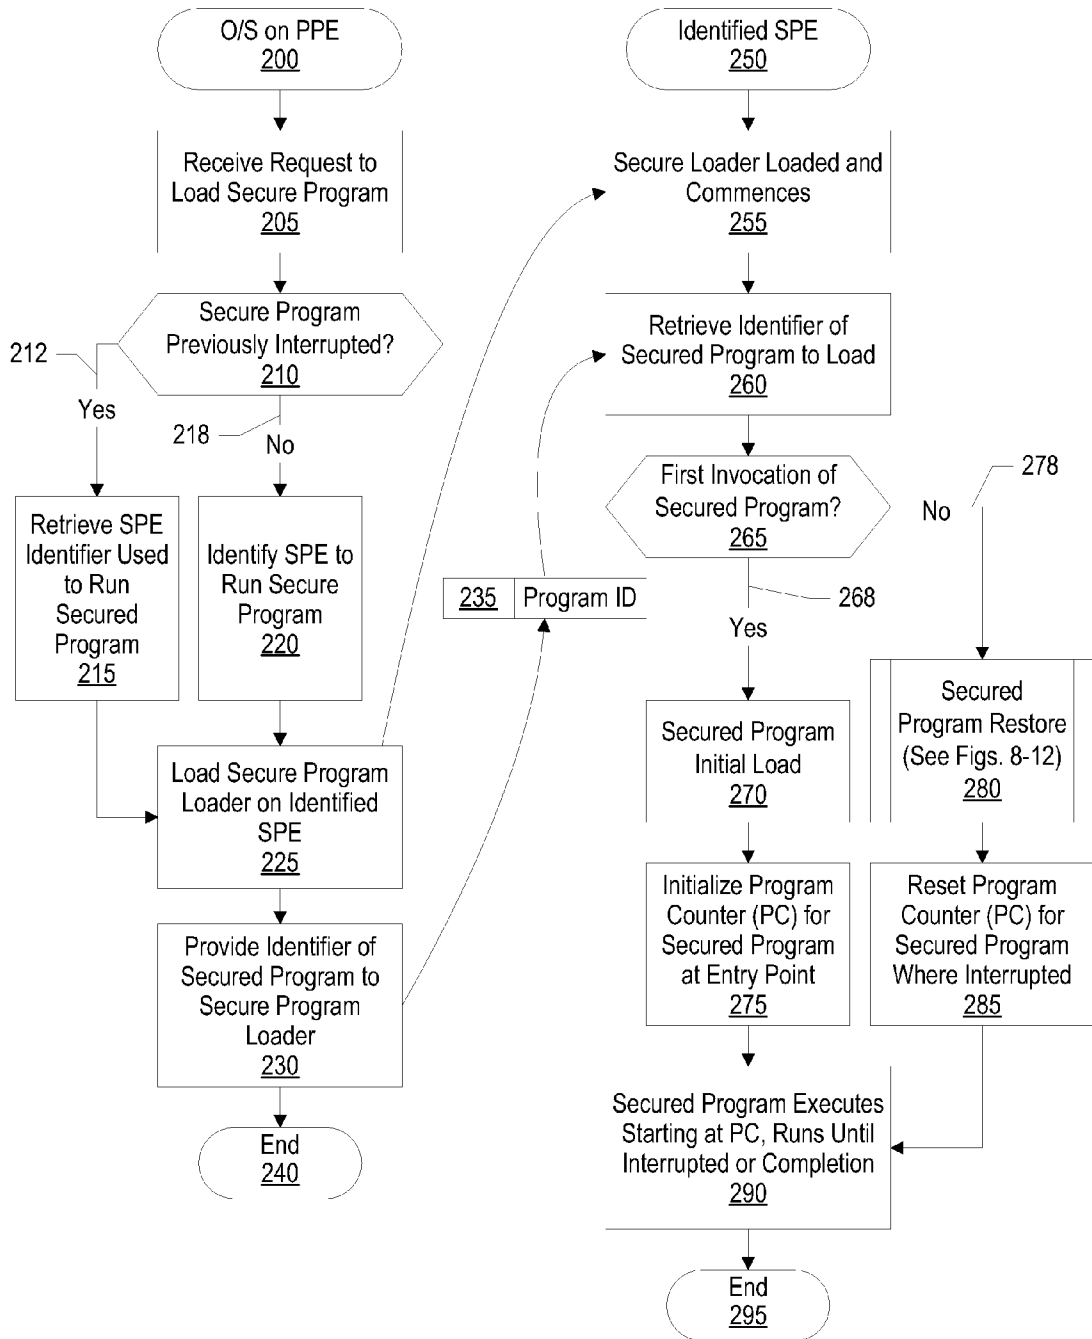 O/S on PPE
200
Receive Request to
Load Secure Program
205
Secure Program
Previously Interrupted?
210
212
Yes
218
No
Retrieve SPE
Identifier Used
to Run
Secured
Program
215
Identify SPE to
Run Secure
Program
220
Load Secure Program
Loader on Identified
SPE
225
Provide Identifier of
Secured Program to
Secure Program
Loader
230
End
240
235 Program ID
Identified SPE
250
Secure Loader Loaded and
Commences
255
Retrieve Identifier of
Secured Program to Load
260
First Invocation of
Secured Program?
265
278
No
268
Yes
Secured Program
Initial Load
270
Secured
Program Restore
(See Figs. 8-12)
280
Initialize Program
Counter (PC) for
Secured Program
at Entry Point
275
Reset Program
Counter (PC) for
Secured Program
Where Interrupted
285
Secured Program Executes
Starting at PC, Runs Until
Interrupted or Completion
290
End
295